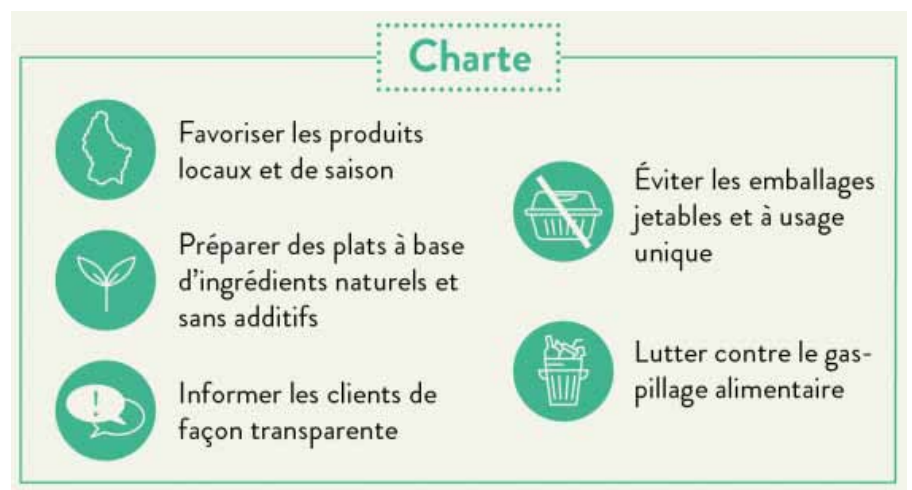 Charte
Favoriser les produits
locaux et de saison
Préparer des plats à base
d'ingrédients naturels et
sans additifs
Informer les clients de
façon transparente
Éviter les emballages
jetables et à usage
unique
Lutter contre le gas-
pillage alimentaire